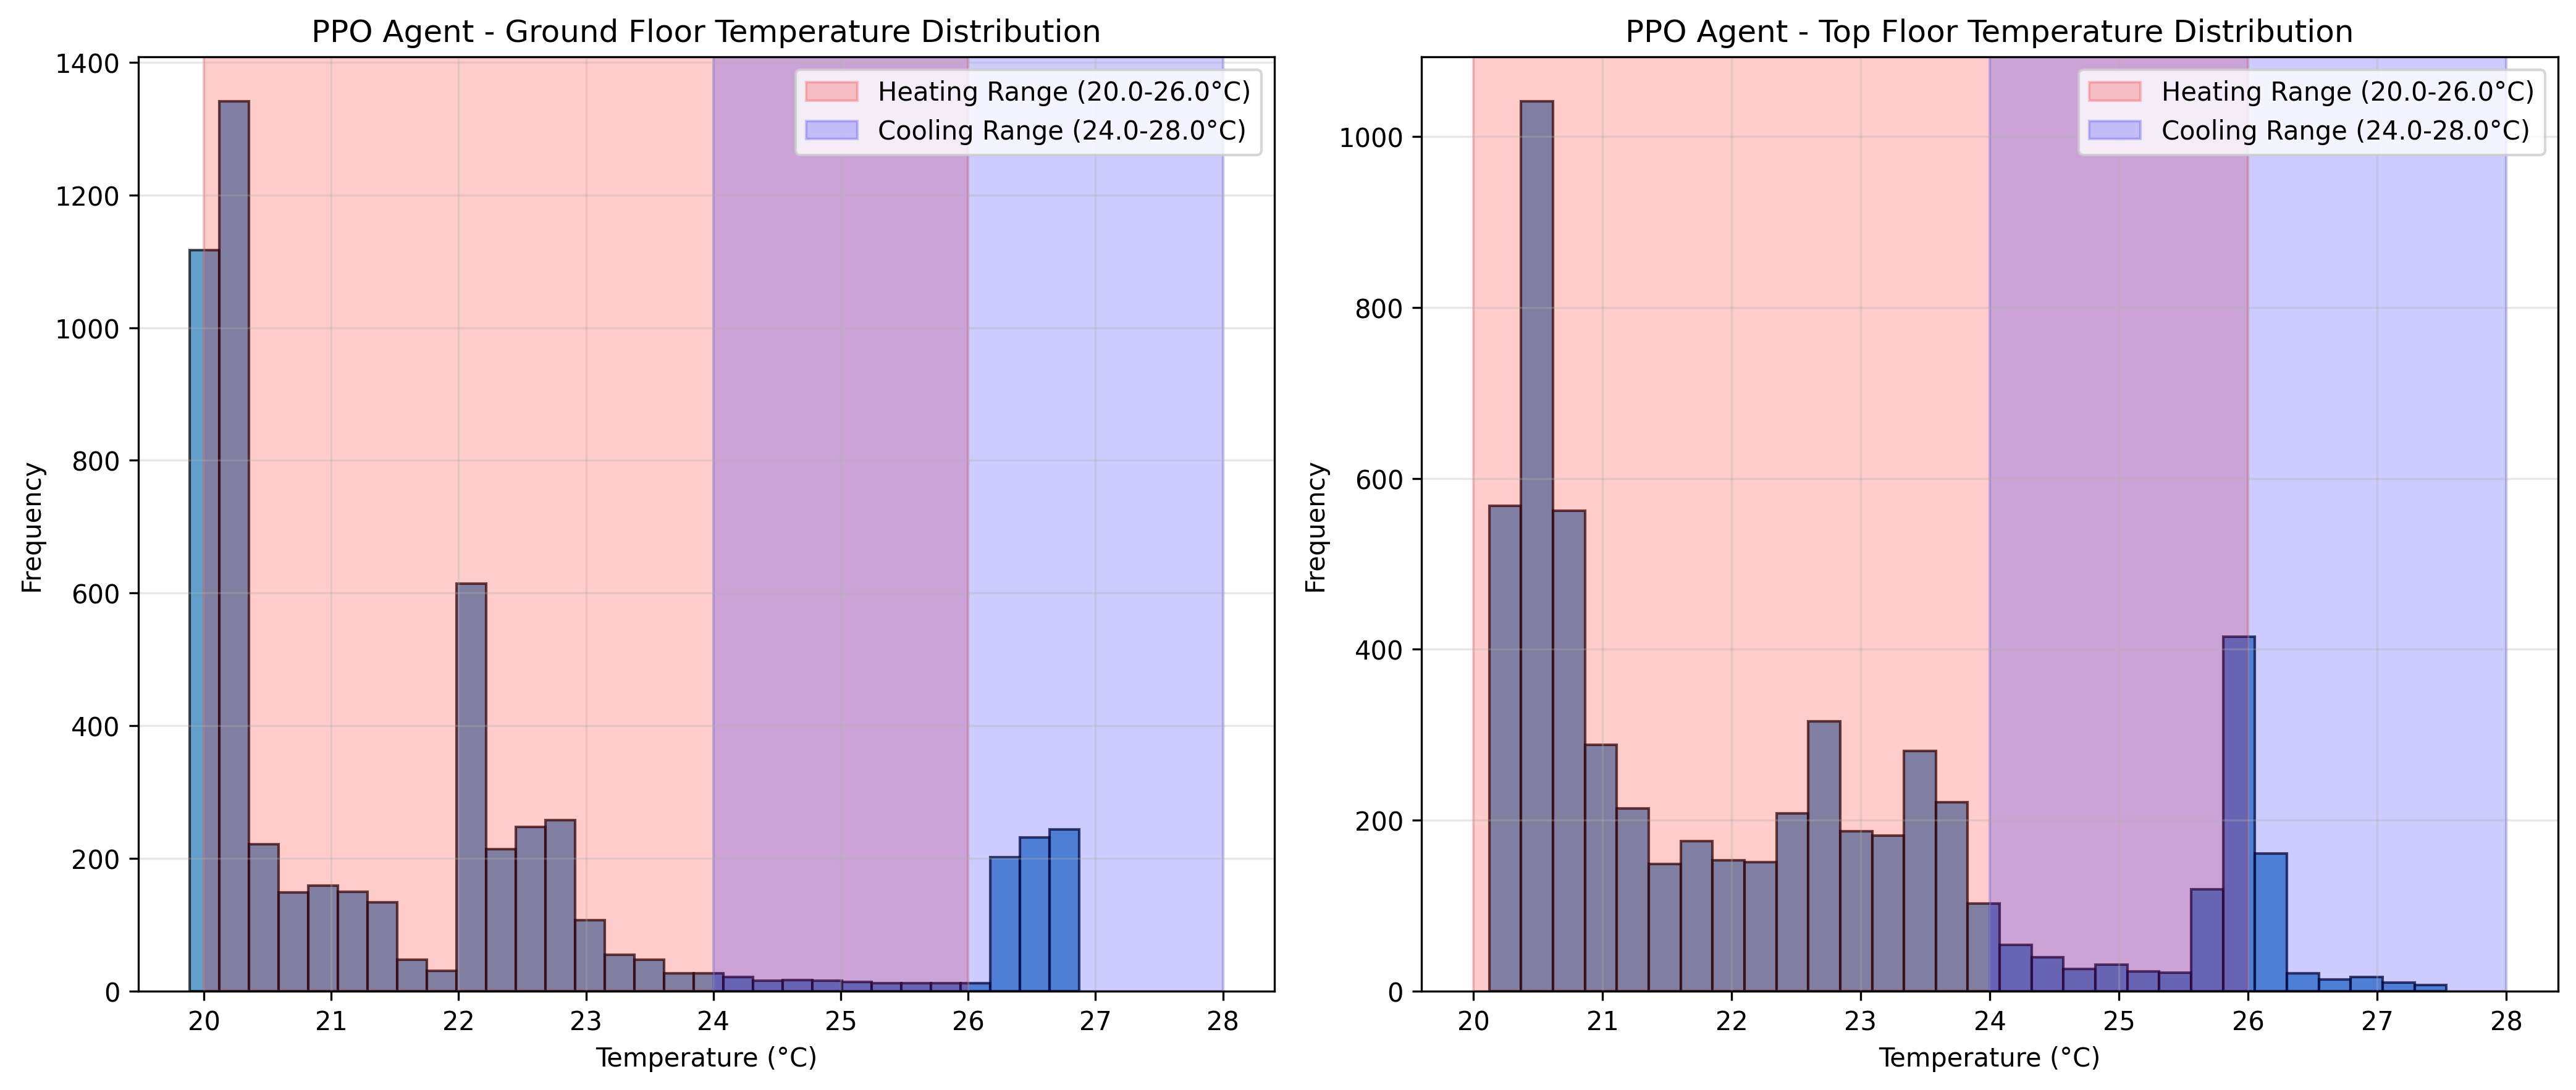 PPO Agent - Ground Floor Temperature Distribution
Heating Range (20.0-26.0°C)
Cooling Range (24.0-28.0°C)
Frequency
1400
1200
1000
800
600
400
200
0
20 21 22 23 24 25 26 27 28
Temperature (°C)
PPO Agent - Top Floor Temperature Distribution
Heating Range (20.0-26.0°C)
Cooling Range (24.0-28.0°C)
Frequency
1000
800
600
400
200
0
20 21 22 23 24 25 26 27 28
Temperature (°C)